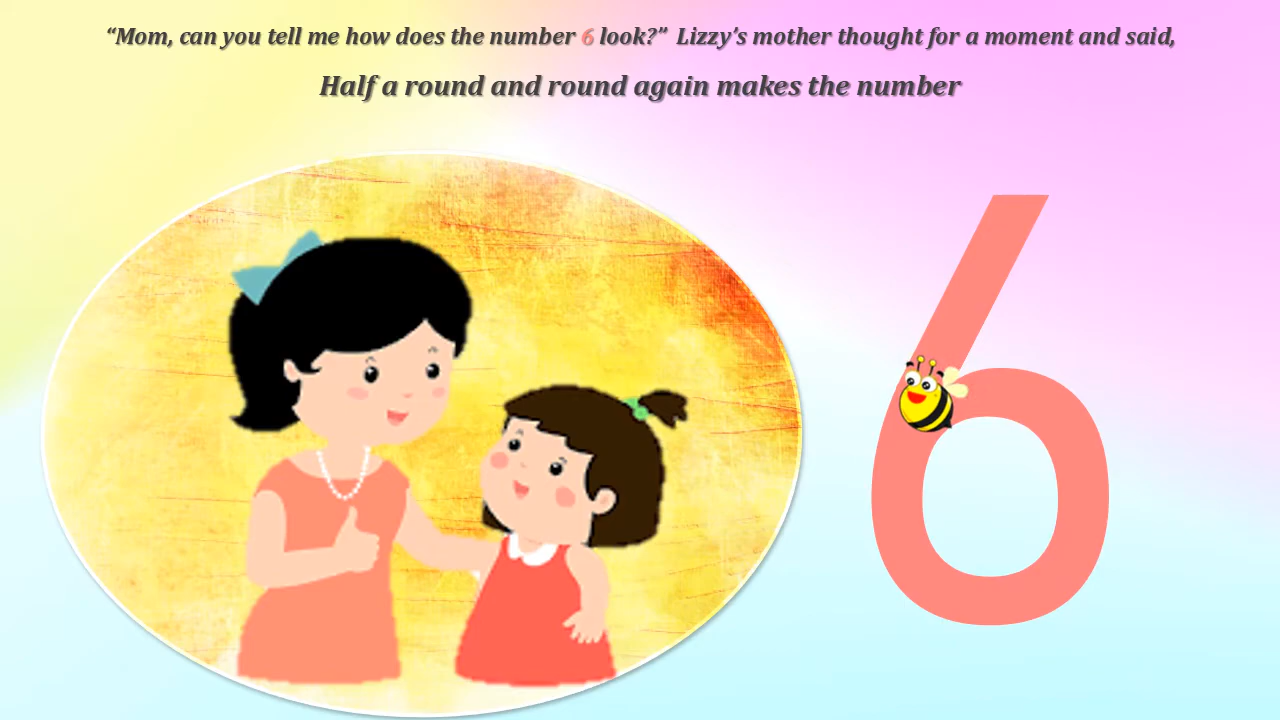 “Mom, can you tell me how does the number 6 look?” Lizzy’s mother thought for a moment and said,
Half a round and round again makes the number
6